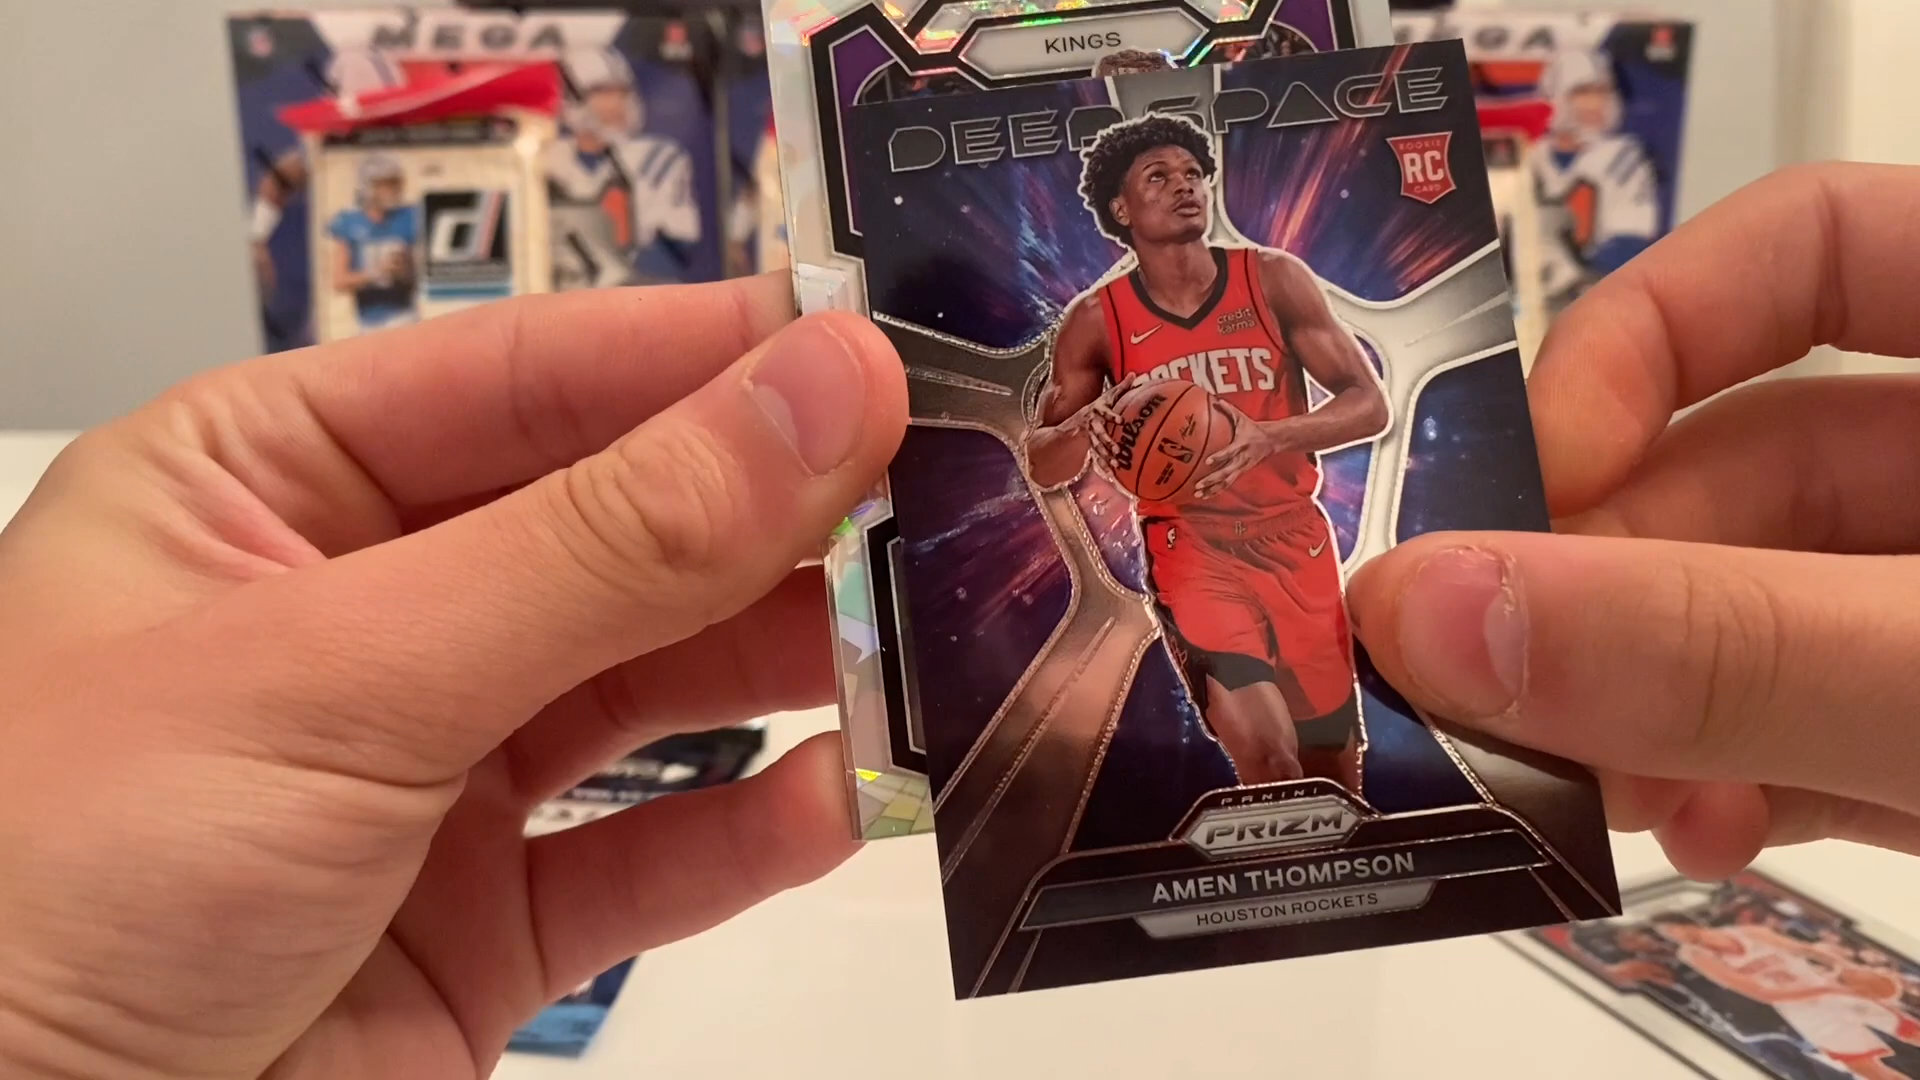 MEGA
MEGA
KINGS
DEEP SPACE
ROOKIE
RC
CARD
credit
karma
ROCKETS
Wilson
PANINI
PRIZM
AMEN THOMPSON
HOUSTON ROCKETS